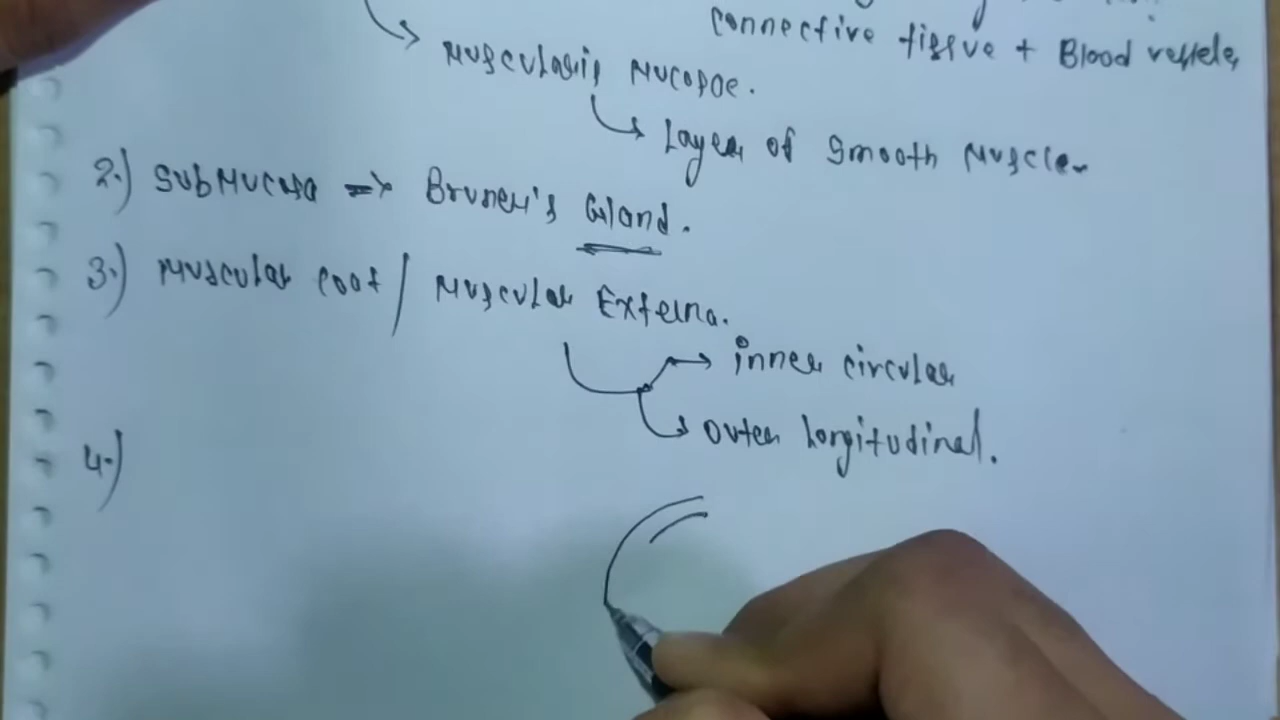 connective tissue + Blood vessels,
Muscularis Mucosae.
Layer of smooth Muscle.
2.) SubMucosa => Bruner's Gland.
3.) Muscular coat / Muscular Externa.
inner circular
outer longitudinal.
4.)